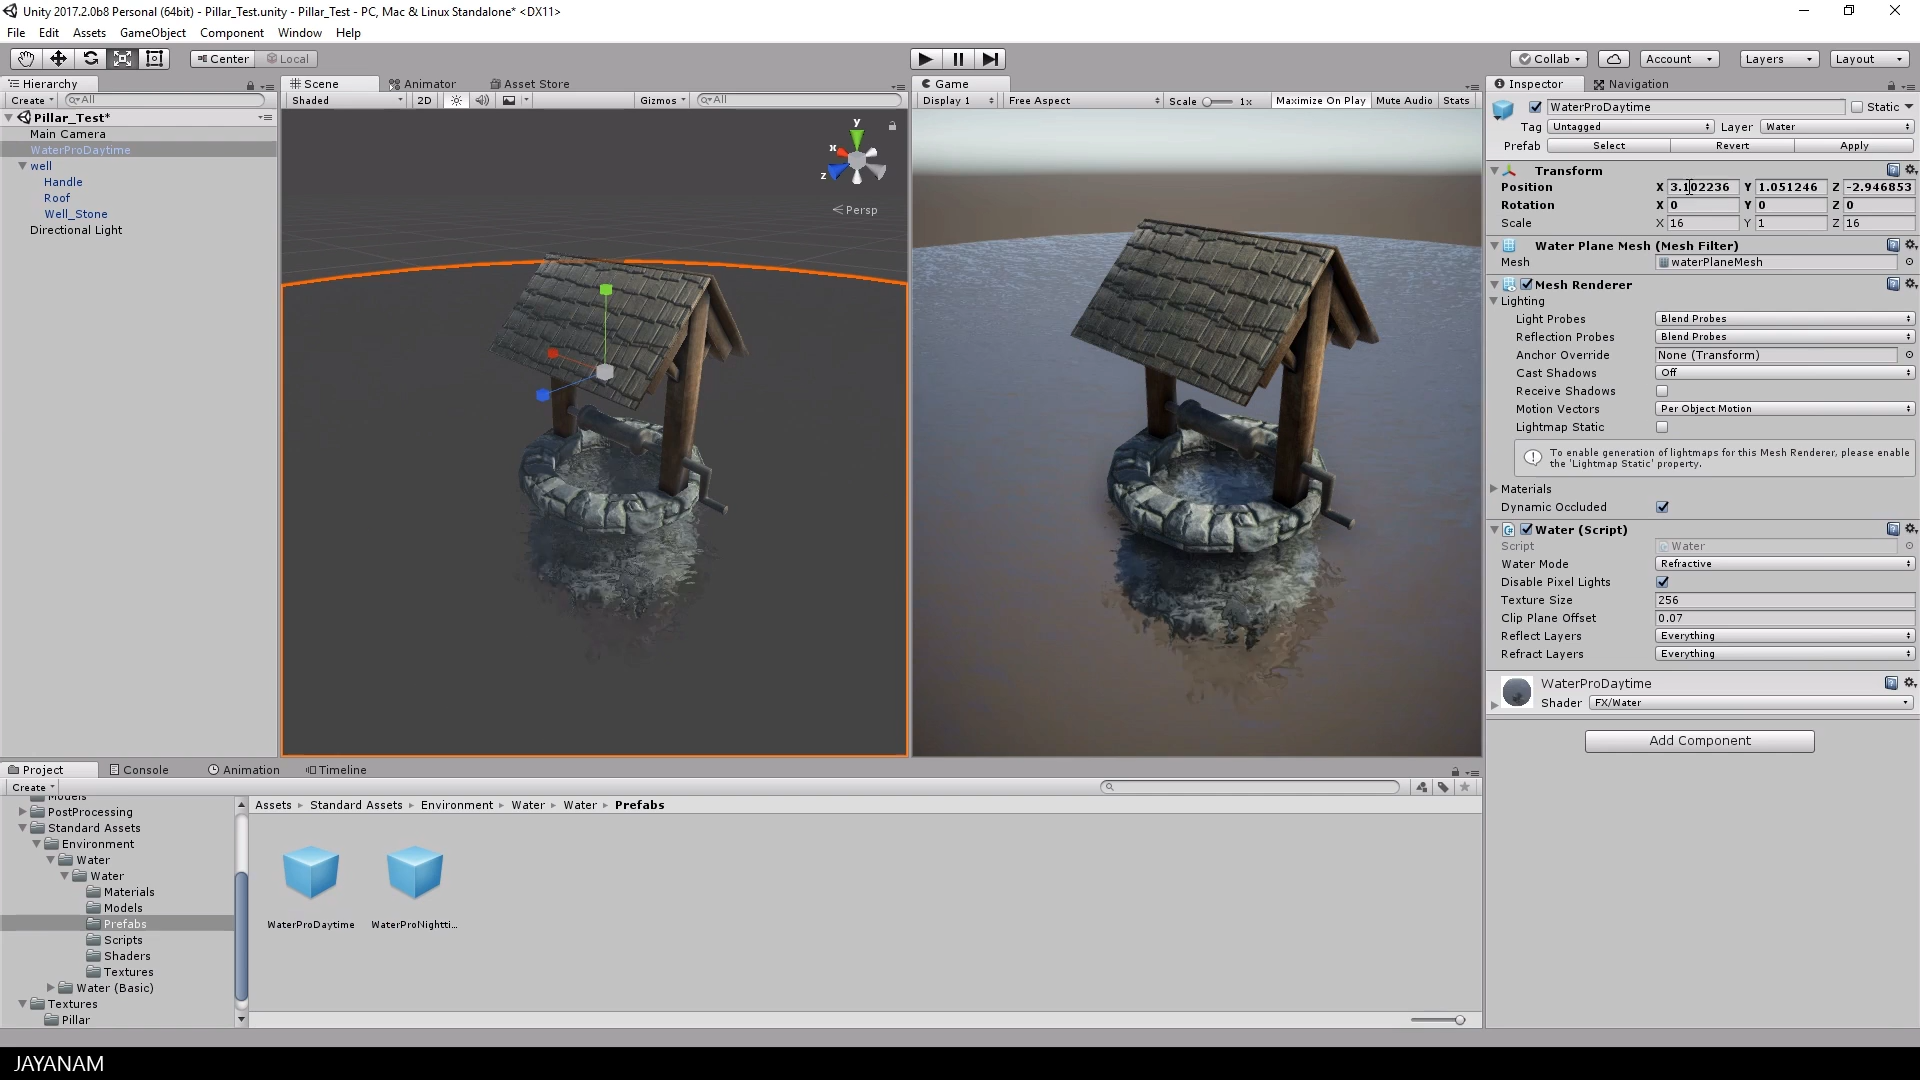 Unity 2017.2.0b8 Personal (64bit) - Pillar_Test.unity - Pillar_Test - PC, Mac & Linux Standalone* <DX11>
File Edit Assets GameObject Component Window Help
Center Local Collab Account Layers Layout
Hierarchy
Create All
Pillar_Test*
Main Camera
WaterProDaytime
well
Handle
Roof
Well_Stone
Directional Light
Scene Animator Asset Store
Shaded 2D Gizmos All
y
x
z
Persp
Game
Display 1 Free Aspect Scale 1x Maximize On Play Mute Audio Stats
Inspector Navigation
WaterProDaytime Static
Tag Untagged Layer Water
Prefab Select Revert Apply
Transform
Position X 3.102236 Y 1.051246 Z -2.946853
Rotation X 0 Y 0 Z 0
Scale X 16 Y 1 Z 16
Water Plane Mesh (Mesh Filter)
Mesh waterPlaneMesh
Mesh Renderer
Lighting
Light Probes Blend Probes
Reflection Probes Blend Probes
Anchor Override None (Transform)
Cast Shadows Off
Receive Shadows
Motion Vectors Per Object Motion
Lightmap Static
To enable generation of lightmaps for this Mesh Renderer, please enable
the 'Lightmap Static' property.
Materials
Dynamic Occluded
Water (Script)
Script Water
Water Mode Refractive
Disable Pixel Lights
Texture Size 256
Clip Plane Offset 0.07
Reflect Layers Everything
Refract Layers Everything
WaterProDaytime
Shader FX/Water
Add Component
Project Console Animation Timeline
Create
Models
PostProcessing
Standard Assets
Environment
Water
Water
Materials
Models
Prefabs
Scripts
Shaders
Textures
Water (Basic)
Textures
Pillar
Assets Standard Assets Environment Water Water Prefabs
WaterProDaytime WaterProNightti...
JAYANAM